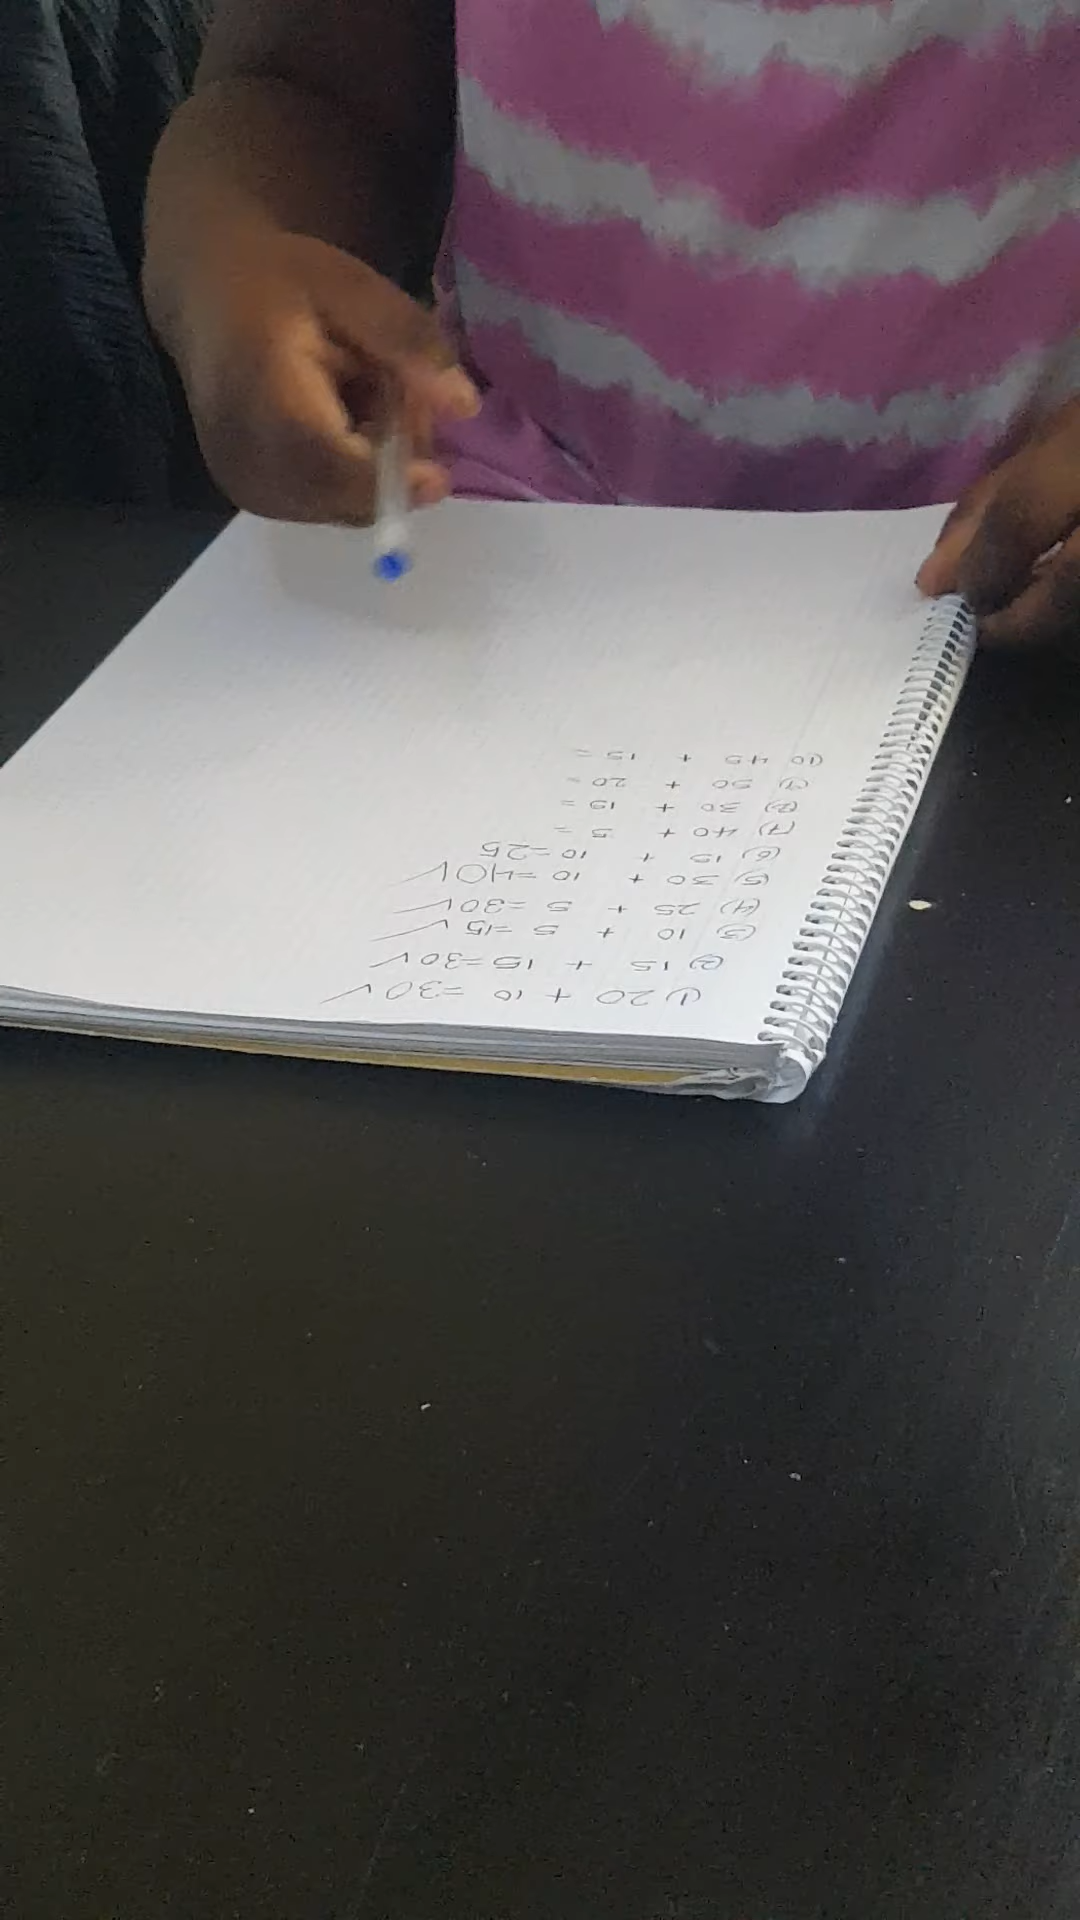 1) 20 + 10 = 30 ✓
2) 15 + 15 = 30 ✓
3) 10 + 5 = 15 ✓
4) 25 + 5 = 30 ✓
5) 30 + 10 = 40 ✓
6) 15 + 10 = 25
7) 40 + 5 =
8) 30 + 15 =
9) 50 + 20 =
10) 45 + 15 =